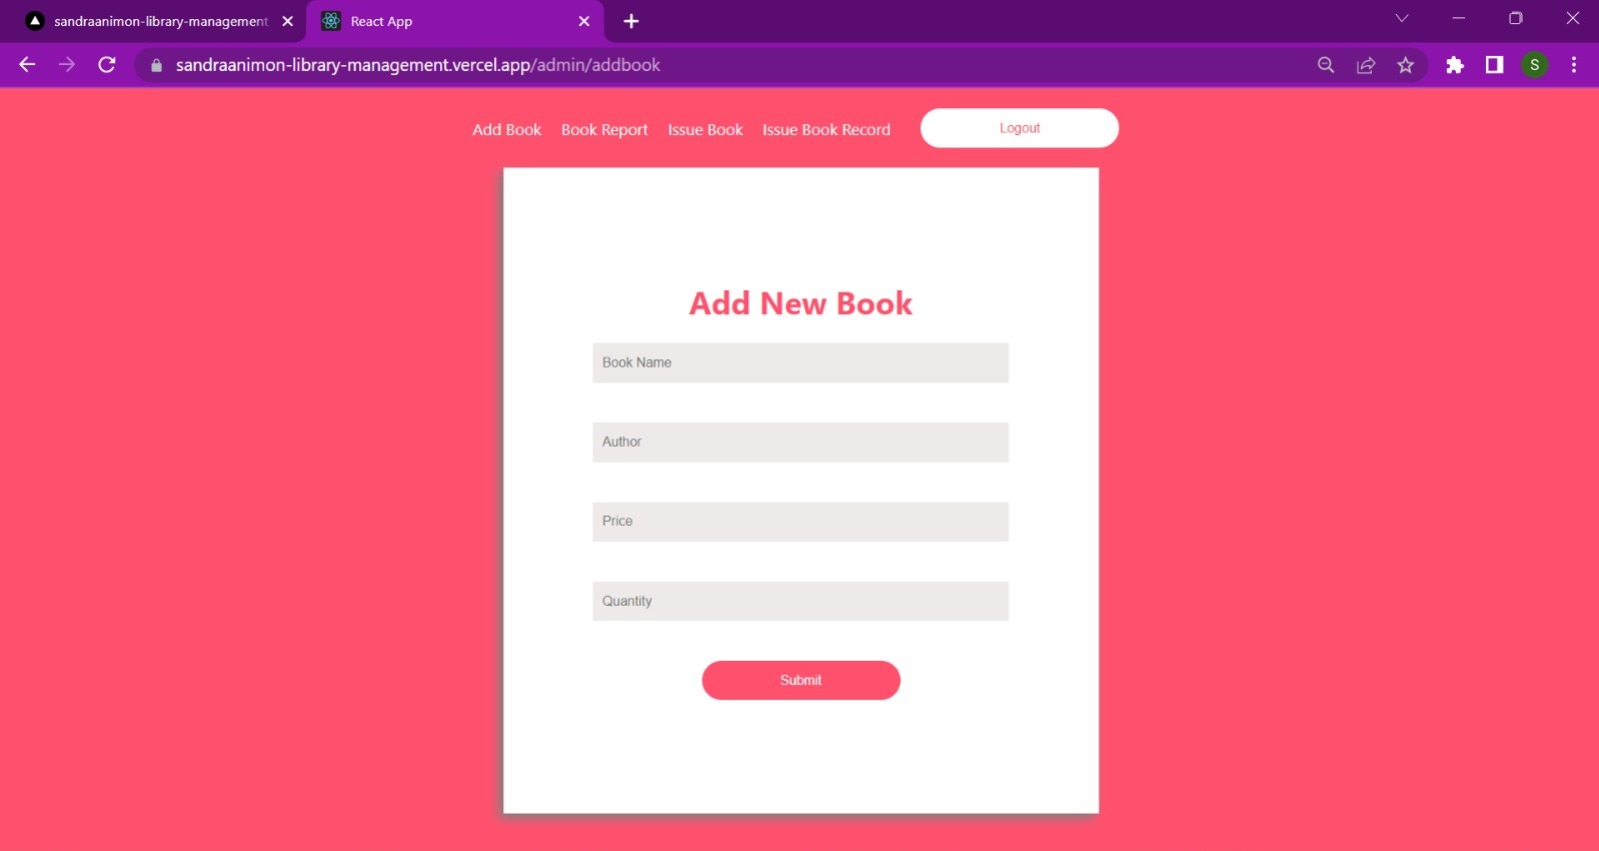 sandraanimon-library-management
React App
sandraanimon-library-management.vercel.app/admin/addbook
S
Add Book Book Report Issue Book Issue Book Record Logout
Add New Book
Book Name
Author
Price
Quantity
Submit